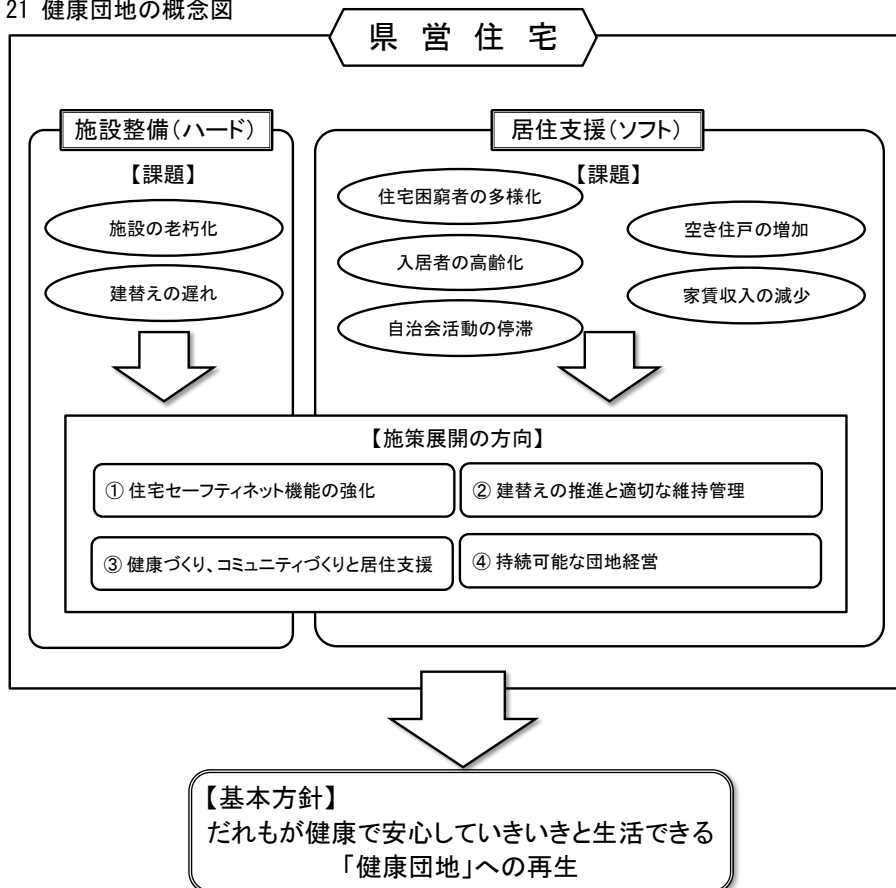 21 健康団地の概念図
県 営 住 宅
施設整備(ハード)
【課題】
施設の老朽化
建替えの遅れ
居住支援(ソフト)
【課題】
住宅困窮者の多様化
入居者の高齢化
自治会活動の停滞
空き住戸の増加
家賃収入の減少
【施策展開の方向】
① 住宅セーフティネット機能の強化
② 建替えの推進と適切な維持管理
③ 健康づくり、コミュニティづくりと居住支援
④ 持続可能な団地経営
【基本方針】
だれもが健康で安心していきいきと生活できる
「健康団地」への再生